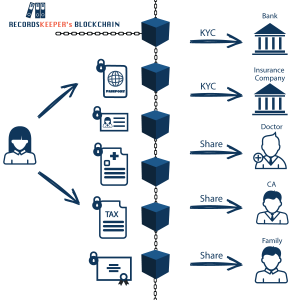 RECORDSKEEPER's BLOCKCHAIN
KYC
Bank
KYC
Insurance
Company
PASSPORT
Share
Doctor
Share
CA
TAX
Share
Family